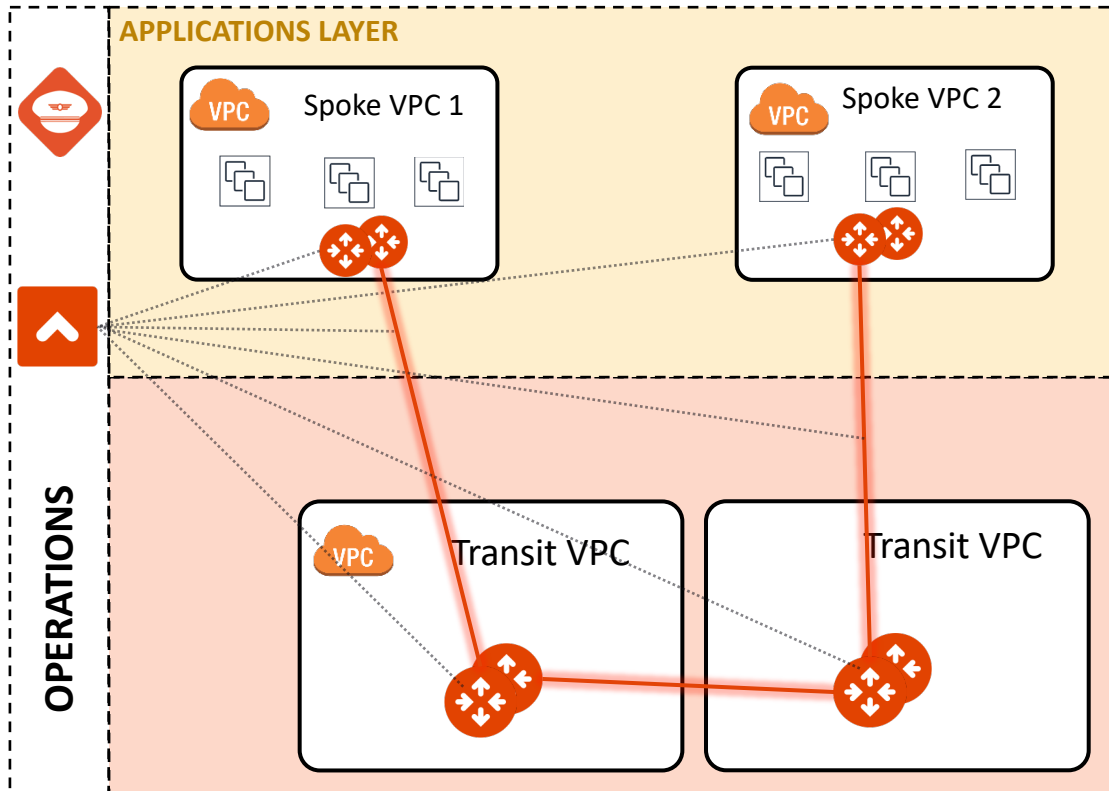 APPLICATIONS LAYER
VPC
Spoke VPC 1
VPC
Spoke VPC 2
OPERATIONS
VPC
Transit VPC
Transit VPC